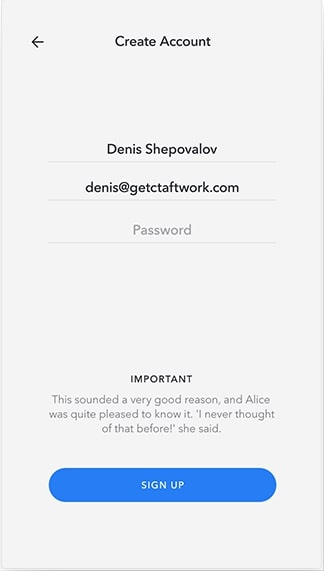 Create Account
Denis Shepovalov
denis@getctaftwork.com
Password
IMPORTANT
This sounded a very good reason, and Alice
was quite pleased to know it. 'I never thought
of that before!' she said.
SIGN UP